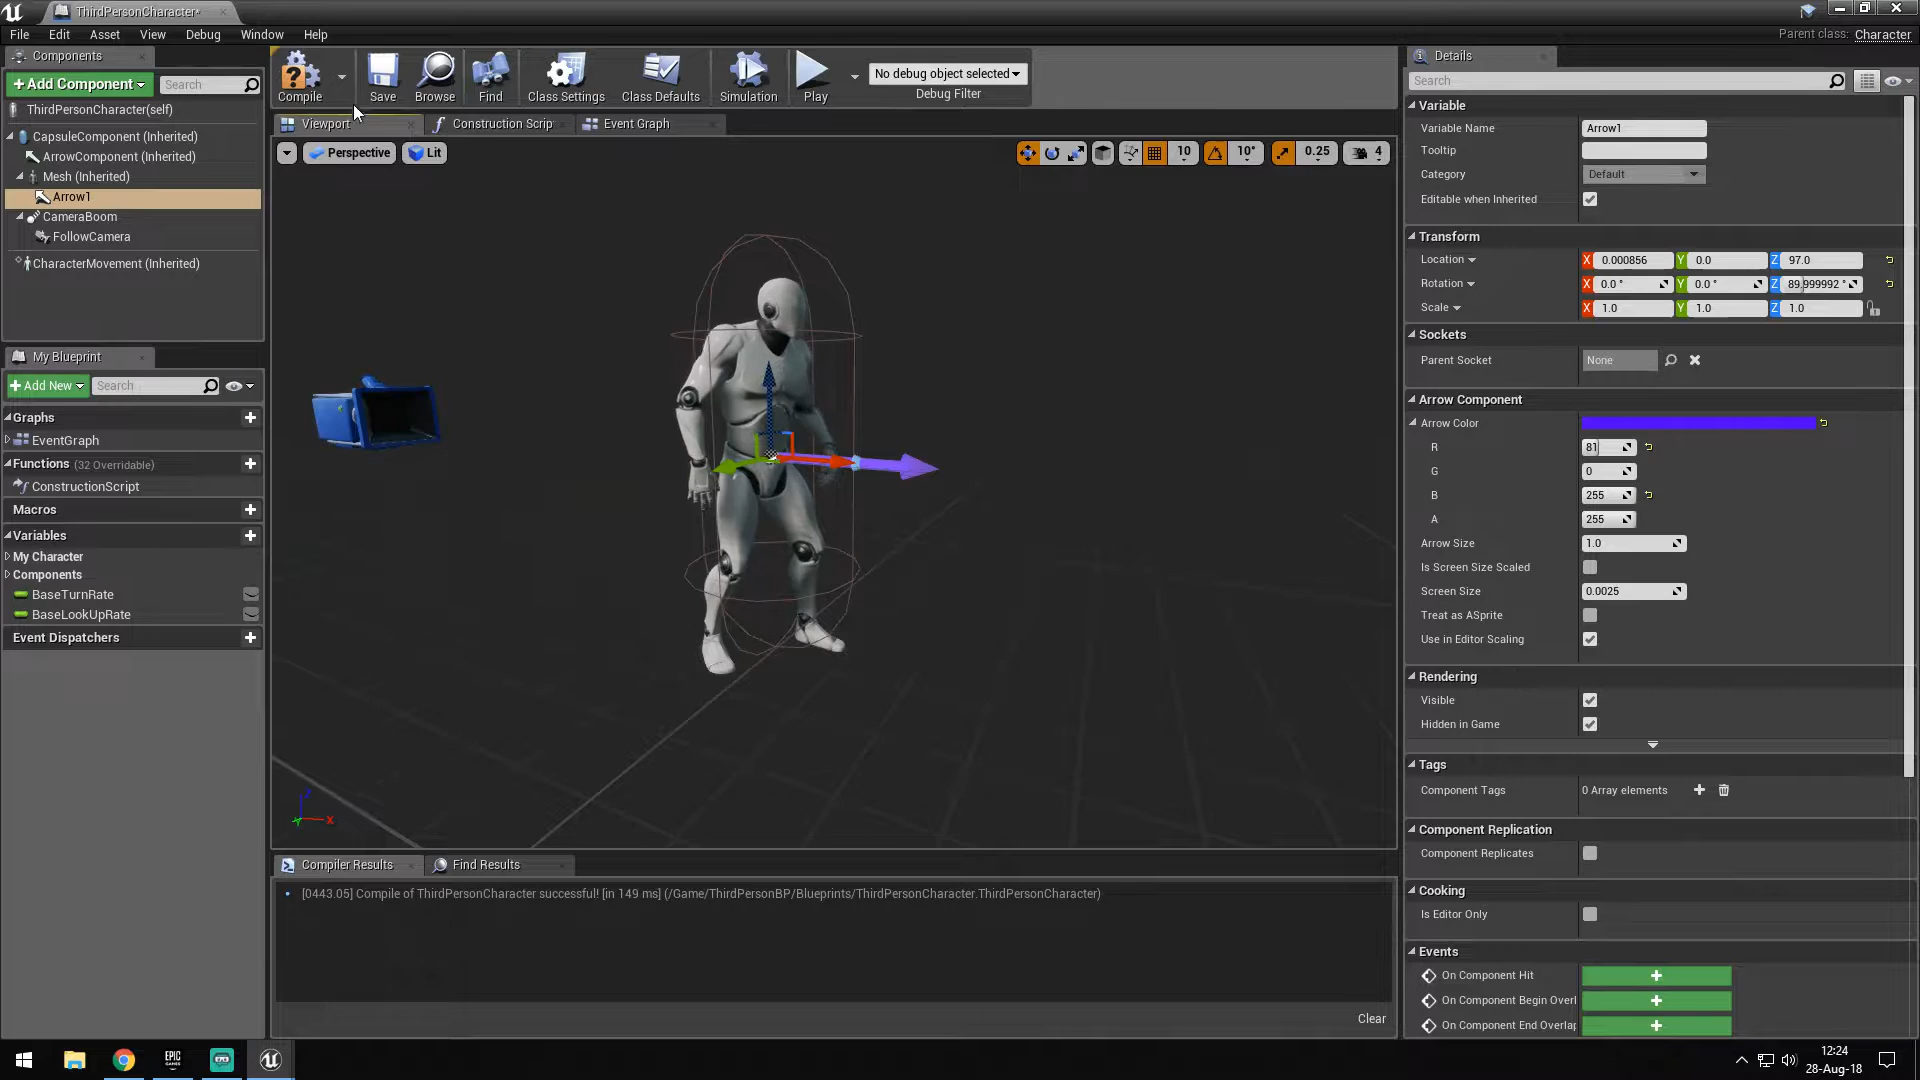 ThirdPersonCharacter*
File Edit Asset View Debug Window Help
Parent class: Character
Components
+Add Component
Search
ThirdPersonCharacter(self)
CapsuleComponent (Inherited)
ArrowComponent (Inherited)
Mesh (Inherited)
Arrow1
CameraBoom
FollowCamera
CharacterMovement (Inherited)
My Blueprint
+Add New
Search
Graphs
EventGraph
Functions (32 Overridable)
ConstructionScript
Macros
Variables
My Character
Components
BaseTurnRate
BaseLookUpRate
Event Dispatchers
Compile
Save
Browse
Find
Class Settings
Class Defaults
Simulation
Play
No debug object selected
Debug Filter
Viewport
Construction Scrip
Event Graph
Perspective
Lit
10
10°
0.25
4
Z
X
Y
Compiler Results
Find Results
[0443.05] Compile of ThirdPersonCharacter successful! [in 149 ms] (/Game/ThirdPersonBP/Blueprints/ThirdPersonCharacter.ThirdPersonCharacter)
Clear
Details
Search
Variable
Variable Name Arrow1
Tooltip
Category Default
Editable when Inherited
Transform
Location X 0.000856 Y 0.0 Z 97.0
Rotation X 0.0 ° Y 0.0 ° Z 89.999992 °
Scale X 1.0 Y 1.0 Z 1.0
Sockets
Parent Socket None
Arrow Component
Arrow Color
R 81
G 0
B 255
A 255
Arrow Size 1.0
Is Screen Size Scaled
Screen Size 0.0025
Treat as ASprite
Use in Editor Scaling
Rendering
Visible
Hidden in Game
Tags
Component Tags 0 Array elements
Component Replication
Component Replicates
Cooking
Is Editor Only
Events
On Component Hit
On Component Begin Overl
On Component End Overlap
EPIC GAMES
12:24
28-Aug-18